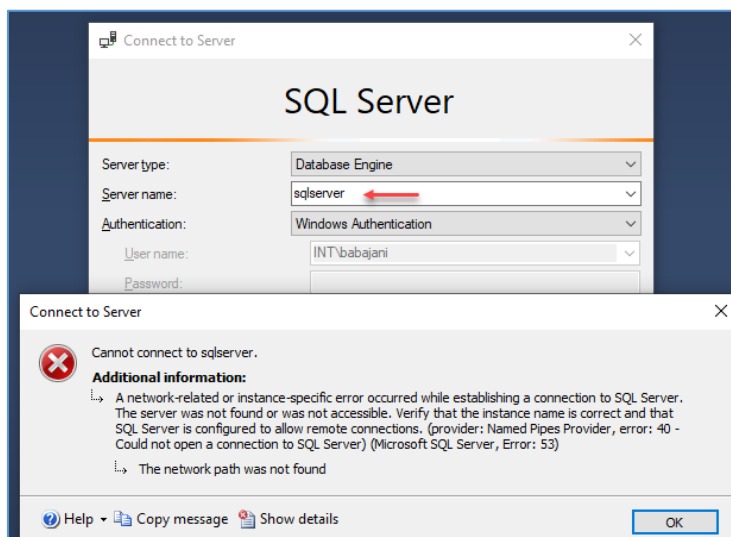 Connect to Server
SQL Server
Server type:
Database Engine
Server name:
sqlserver
Authentication:
Windows Authentication
User name:
INT\babajani
Password:
Connect to Server
Cannot connect to sqlserver.
Additional information:
A network-related or instance-specific error occurred while establishing a connection to SQL Server.
The server was not found or was not accessible. Verify that the instance name is correct and that
SQL Server is configured to allow remote connections. (provider: Named Pipes Provider, error: 40 -
Could not open a connection to SQL Server) (Microsoft SQL Server, Error: 53)
The network path was not found
Help
Copy message
Show details
OK